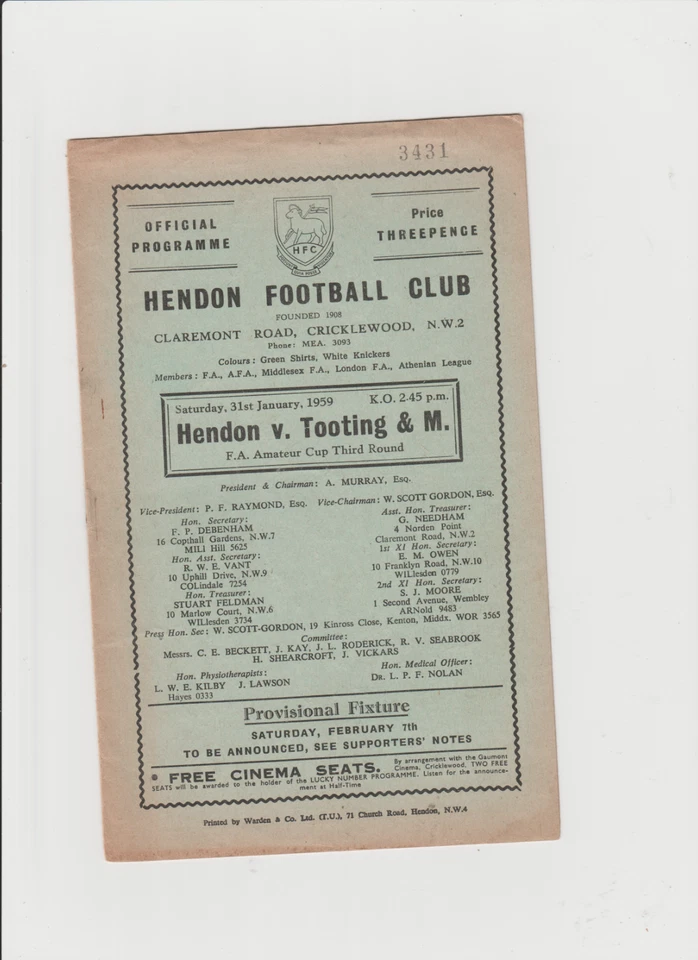 3431
OFFICIAL
PROGRAMME
HFC
Price
THREEPENCE
HENDON FOOTBALL CLUB
FOUNDED 1908
CLAREMONT ROAD, CRICKLEWOOD, N.W.2
Phone: MEA. 3093
Colours : Green Shirts, White Knickers
Members : F.A., A.F.A., Middlesex F.A., London F.A., Athenian League
Saturday, 31st January, 1959 K.O. 2.45 p.m.
Hendon v. Tooting & M.
F.A. Amateur Cup Third Round
President & Chairman: A. MURRAY, ESQ.
Vice-President: P. F. RAYMOND, ESQ. Vice-Chairman: W. SCOTT GORDON, ESQ.
Hon. Secretary:
F. P. DEBENHAM
16 Copthall Gardens, N.W.7
MILl Hill 5625
Hon. Asst. Secretary:
R. W. E. VANT
10 Uphill Drive, N.W.9
COLindale 7254
Hon. Treasurer:
STUART FELDMAN
10 Marlow Court, N.W.6
WILlesden 3734
Asst. Hon. Treasurer:
G. NEEDHAM
4 Norden Point
Claremont Road, N.W.2
1st XI Hon. Secretary:
E. M. OWEN
10 Franklyn Road, N.W.10
WILlesden 0779
2nd XI Hon. Secretary:
S. J. MOORE
1 Second Avenue, Wembley
ARNold 9483
Press Hon. Sec: W. SCOTT-GORDON, 19 Kinross Close, Kenton, Middx. WOR 3565
Committee:
Messrs. C. E. BECKETT, J. KAY, J. L. RODERICK, R. V. SEABROOK
H. SHEARCROFT, J. VICKARS
Hon. Physiotherapists:
L. W. E. KILBY J. LAWSON
Hayes 0333
Hon. Medical Officer:
DR. L. P. F. NOLAN
Provisional Fixture
SATURDAY, FEBRUARY 7th
TO BE ANNOUNCED, SEE SUPPORTERS' NOTES
• FREE CINEMA SEATS. By arrangement with the Gaumont
Cinema, Cricklewood, TWO FREE
SEATS will be awarded to the holder of the LUCKY NUMBER PROGRAMME. Listen for the announce-
ment at Half-Time
Printed by Warden & Co. Ltd. (T.U.), 71 Church Road, Hendon, N.W.4